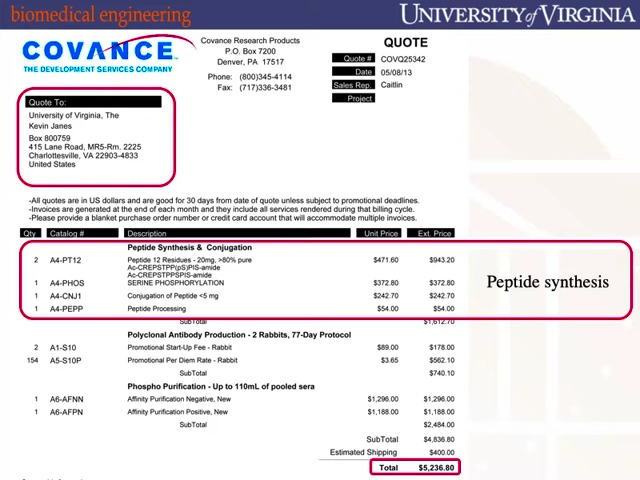 biomedical engineering
UNIVERSITY of VIRGINIA
COVANCE
THE DEVELOPMENT SERVICES COMPANY
Covance Research Products
P.O. Box 7200
Denver, PA 17517
Phone: (800)345-4114
Fax: (717)336-3481
QUOTE
Quote # COVQ25342
Date 05/08/13
Sales Rep. Caitlin
Project
Quote To:
University of Virginia, The
Kevin Janes
Box 800759
415 Lane Road, MR5-Rm. 2225
Charlottesville, VA 22903-4833
United States
-All quotes are in US dollars and are good for 30 days from date of quote unless subject to promotional deadlines.
-Invoices are generated at the end of each month and they include all services rendered during that billing cycle.
-Please provide a blanket purchase order number or credit card account that will accommodate multiple invoices.
Qty Catalog # Description Unit Price Ext. Price
Peptide Synthesis & Conjugation
2 A4-PT12 Peptide 12 Residues - 20mg, >80% pure $471.60 $943.20
Ac-CREPSTPP(pS)PIS-amide
Ac-CREPSTPPSPIS-amide
1 A4-PHOS SERINE PHOSPHORYLATION $372.80 $372.80
1 A4-CNJ1 Conjugation of Peptide <5 mg $242.70 $242.70
1 A4-PEPP Peptide Processing $54.00 $54.00
Peptide synthesis
SubTotal $1,612.70
Polyclonal Antibody Production - 2 Rabbits, 77-Day Protocol
2 A1-S10 Promotional Start-Up Fee - Rabbit $89.00 $178.00
154 A5-S10P Promotional Per Diem Rate - Rabbit $3.65 $562.10
SubTotal $740.10
Phospho Purification - Up to 110mL of pooled sera
1 A6-AFNN Affinity Purification Negative, New $1,296.00 $1,296.00
1 A6-AFPN Affinity Purification Positive, New $1,188.00 $1,188.00
SubTotal $2,484.00
SubTotal $4,836.80
Estimated Shipping $400.00
Total $5,236.80